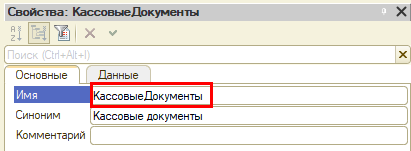 Свойства: КассовыеДокументы
Поиск (Ctrl+Alt+I)
Основные Данные
Имя КассовыеДокументы
Синоним Кассовые документы
Комментарий